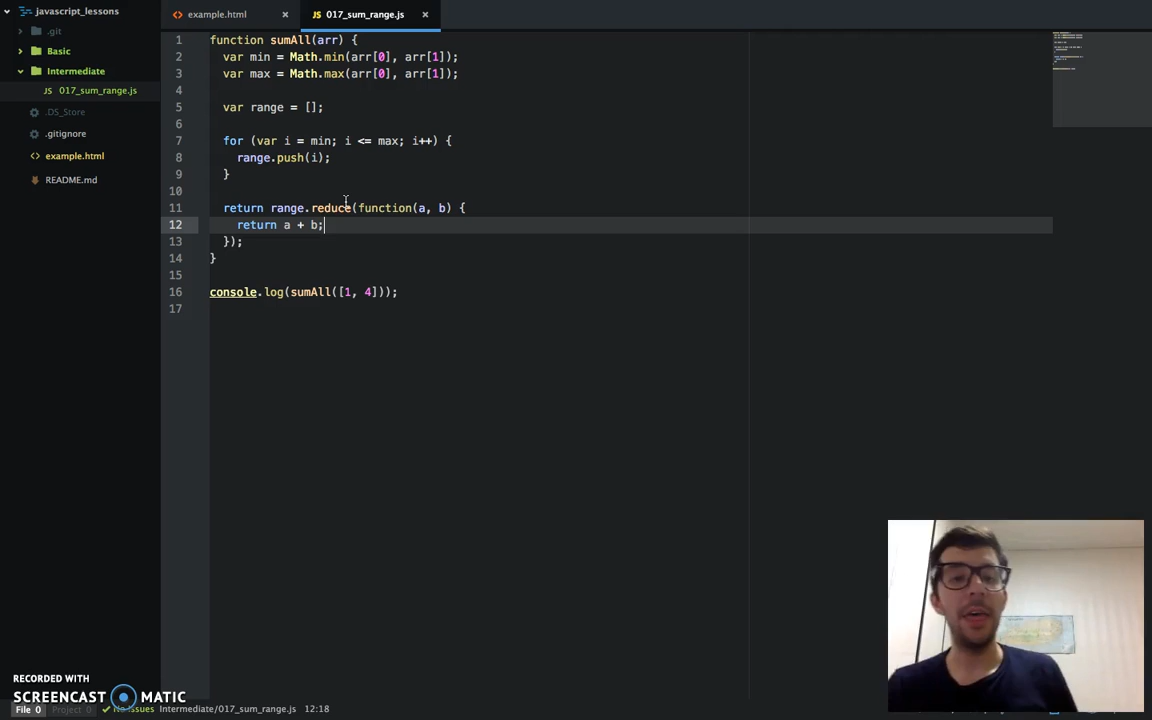 javascript_lessons
.git
Basic
Intermediate
017_sum_range.js
.DS_Store
.gitignore
example.html
README.md
example.html
017_sum_range.js
1 function sumAll(arr) {
2 var min = Math.min(arr[0], arr[1]);
3 var max = Math.max(arr[0], arr[1]);
4
5 var range = [];
6
7 for (var i = min; i <= max; i++) {
8 range.push(i);
9 }
10
11 return range.reduce(function(a, b) {
12 return a + b;
13 });
14 }
15
16 console.log(sumAll([1, 4]));
17
RECORDED WITH
SCREENCAST MATIC
File 0 Project 0 No Issues Intermediate/017_sum_range.js 12:18